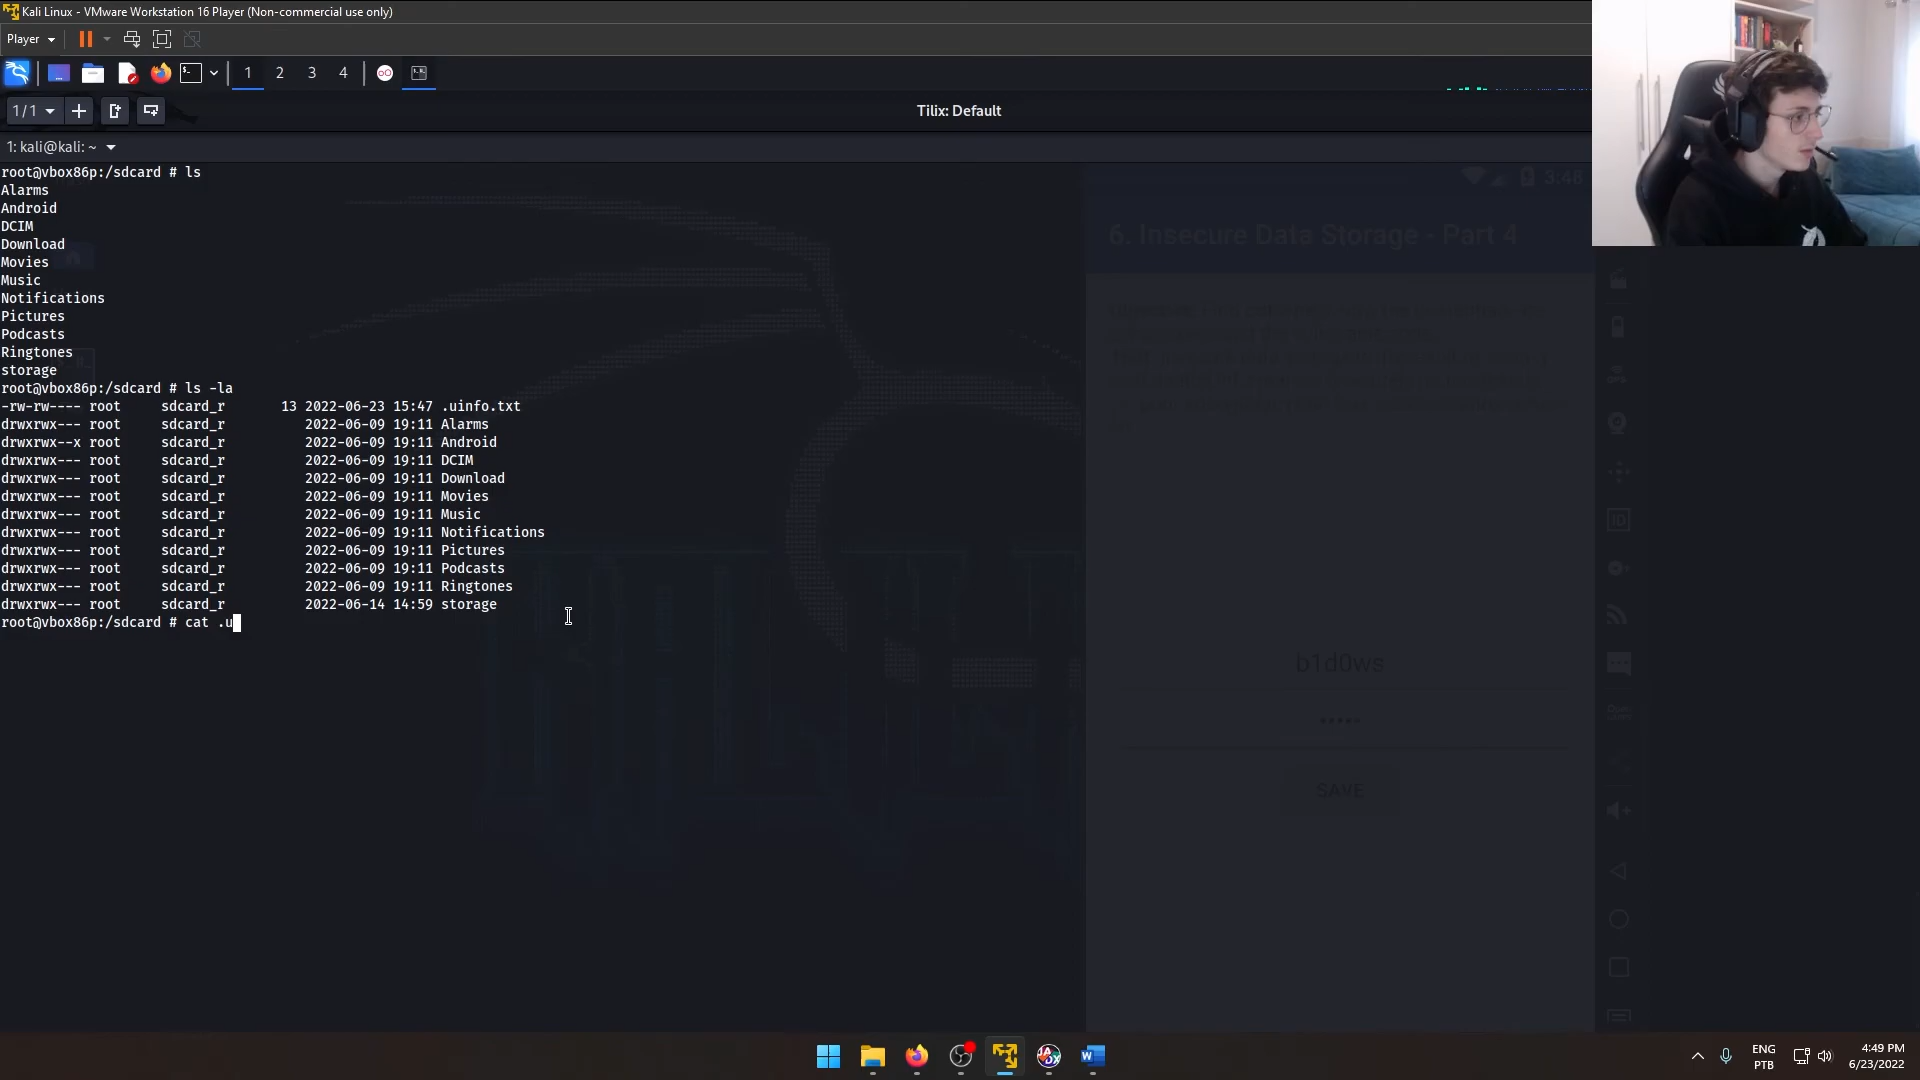 Kali Linux - VMware Workstation 16 Player (Non-commercial use only)
Player
1 2 3 4
1/1
Tilix: Default
1: kali@kali: ~
root@vbox86p:/sdcard # ls
Alarms
Android
DCIM
Download
Movies
Music
Notifications
Pictures
Podcasts
Ringtones
storage
root@vbox86p:/sdcard # ls -la
-rw-rw---- root sdcard_r 13 2022-06-23 15:47 .uinfo.txt
drwxrwx--- root sdcard_r 2022-06-09 19:11 Alarms
drwxrwx--x root sdcard_r 2022-06-09 19:11 Android
drwxrwx--- root sdcard_r 2022-06-09 19:11 DCIM
drwxrwx--- root sdcard_r 2022-06-09 19:11 Download
drwxrwx--- root sdcard_r 2022-06-09 19:11 Movies
drwxrwx--- root sdcard_r 2022-06-09 19:11 Music
drwxrwx--- root sdcard_r 2022-06-09 19:11 Notifications
drwxrwx--- root sdcard_r 2022-06-09 19:11 Pictures
drwxrwx--- root sdcard_r 2022-06-09 19:11 Podcasts
drwxrwx--- root sdcard_r 2022-06-09 19:11 Ringtones
drwxrwx--- root sdcard_r 2022-06-14 14:59 storage
root@vbox86p:/sdcard # cat .u
3:48
6. Insecure Data Storage - Part 4
b1d0ws
SAVE
ENG
PTB
4:49 PM
6/23/2022